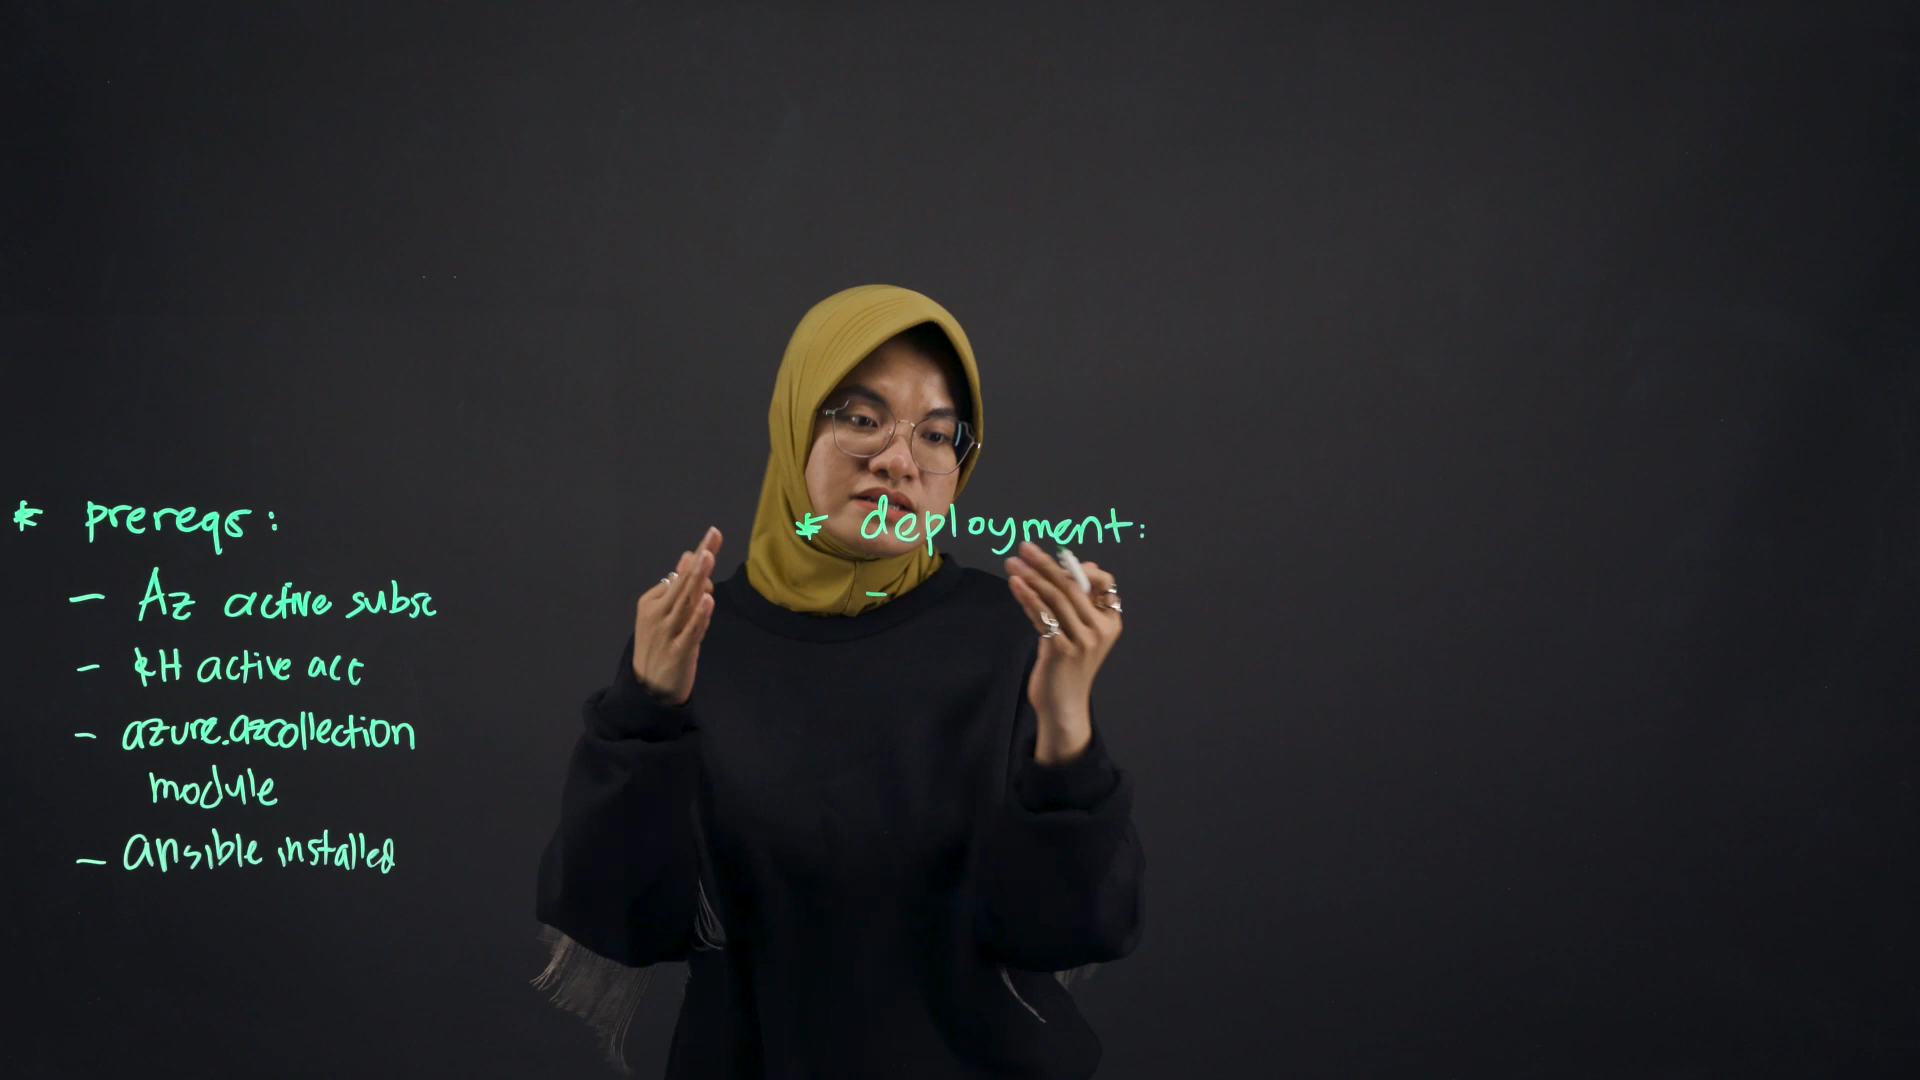 * prereqs:
- Az active subsc
- RH active acc
- azure.azcollection
module
- ansible installed
* deployment:
-